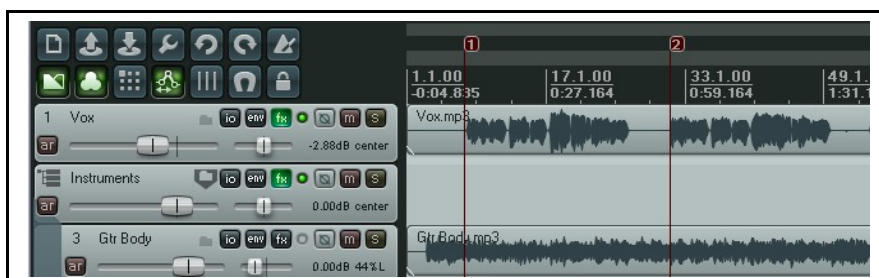 1 2
1.1.00 17.1.00 33.1.00 49.1.
-0:04.835 0:27.164 0:59.164 1:31.1
1 Vox io env fx m s
Vox.mp3
ar -2.88dB center
Instruments io env fx m s
ar 0.00dB center
3 Gtr Body io env fx m s
Gtr Body.mp3
ar 0.00dB 44%L